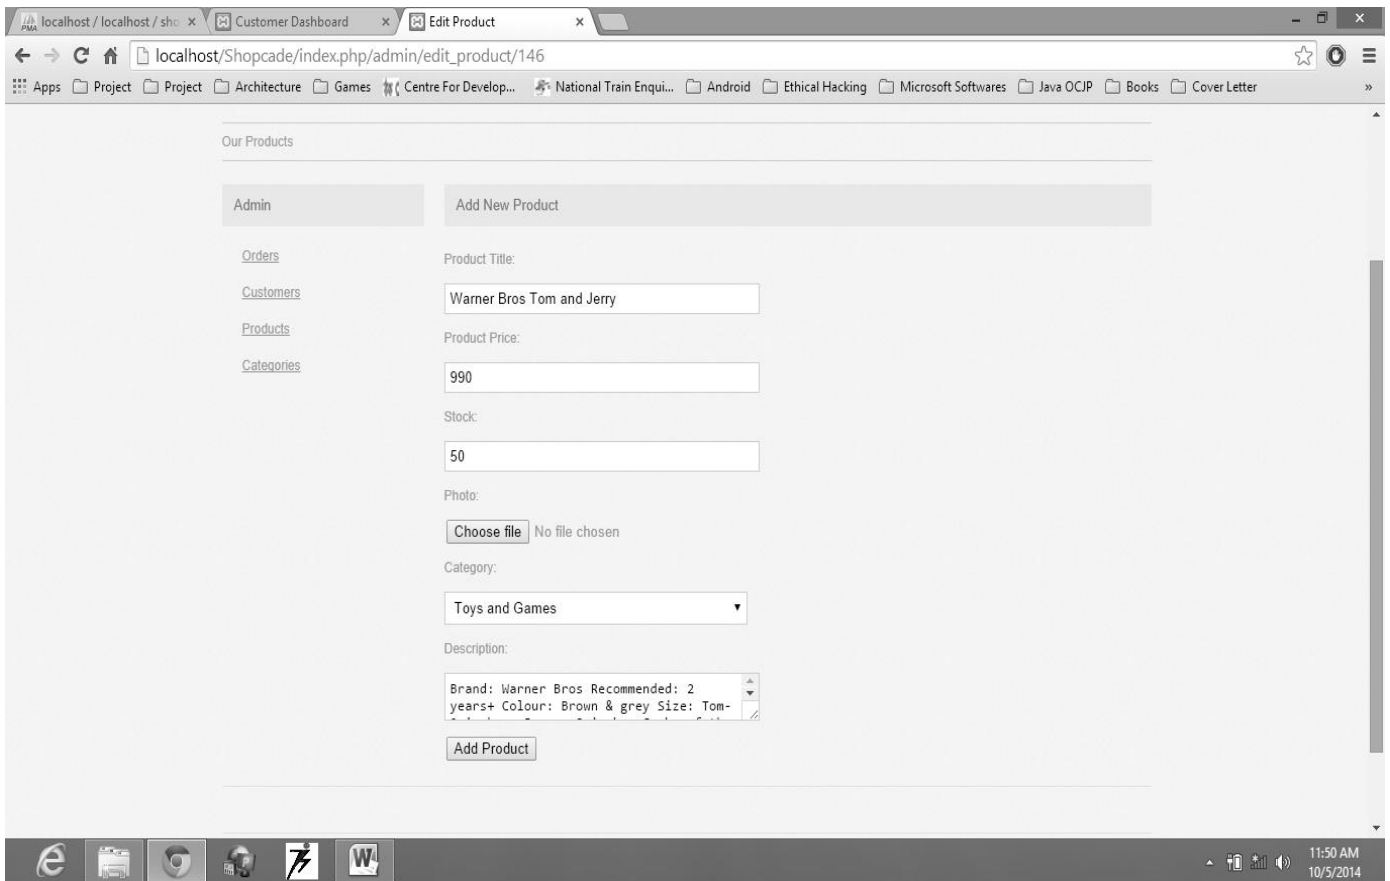 localhost / localhost / sho
Customer Dashboard
Edit Product
localhost/Shopcade/index.php/admin/edit_product/146
Apps Project Project Architecture Games Centre For Develop... National Train Enqui... Android Ethical Hacking Microsoft Softwares Java OCJP Books Cover Letter »
Our Products
Admin
Orders
Customers
Products
Categories
Add New Product
Product Title:
Warner Bros Tom and Jerry
Product Price:
990
Stock:
50
Photo:
Choose file No file chosen
Category:
Toys and Games
Description:
Brand: Warner Bros Recommended: 2
years+ Colour: Brown & grey Size: Tom-
Add Product
11:50 AM
10/5/2014